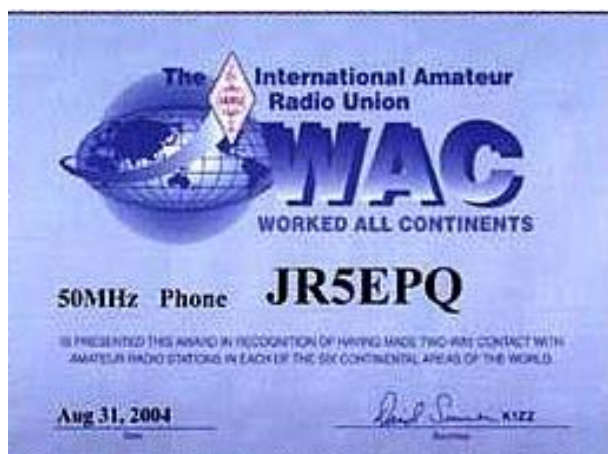 The International Amateur
Radio Union
WAC
WORKED ALL CONTINENTS
50MHz Phone JR5EPQ
IS PRESENTED THIS AWARD IN RECOGNITION OF HAVING MADE TWO-WAY CONTACT WITH
AMATEUR RADIO STATIONS IN EACH OF THE SIX CONTINENTAL AREAS OF THE WORLD.
Aug 31, 2004 K1ZZ
Date